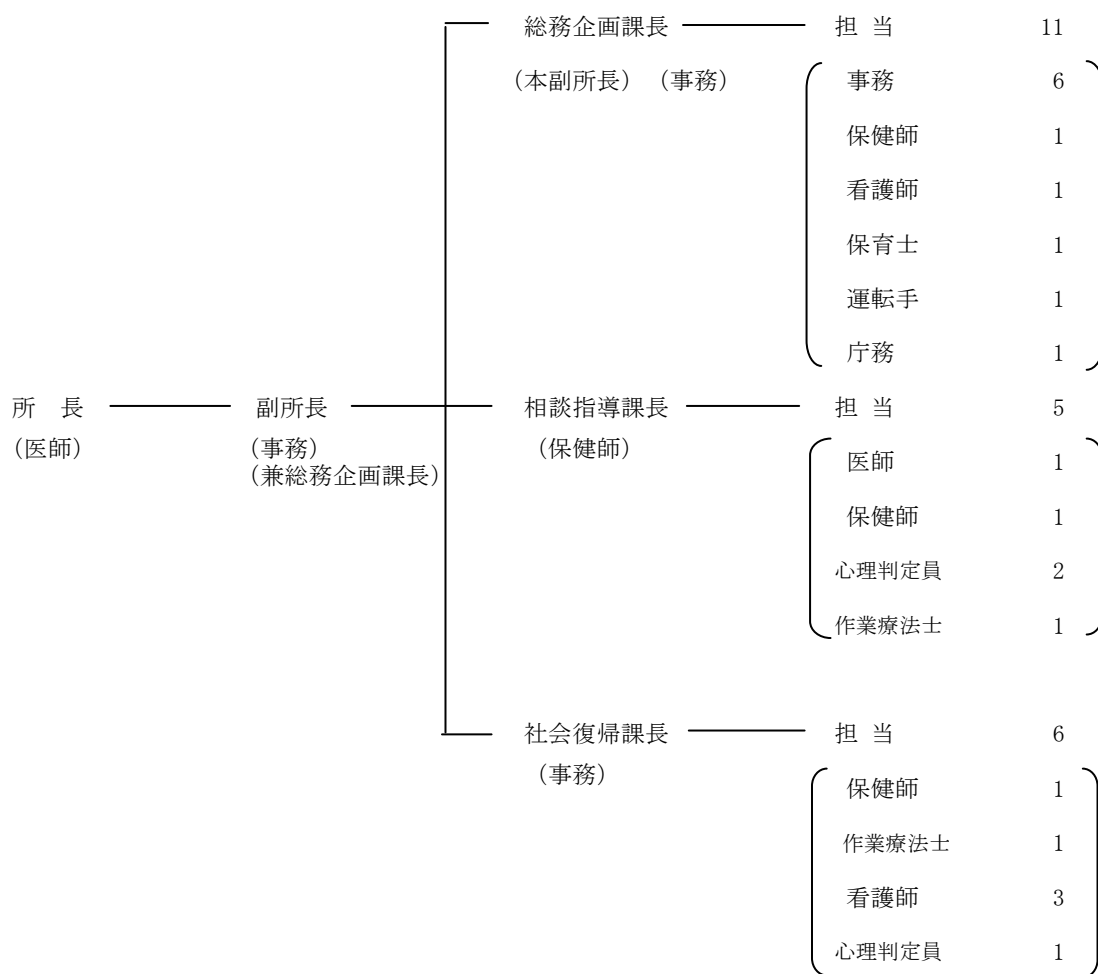 総務企画課長 担 当 11
(本副所長) (事務) 事務 6
保健師 1
看護師 1
保育士 1
運転手 1
庁務 1
所 長 副所長 相談指導課長 担 当 5
(医師) (事務) (保健師) 医師 1
(兼総務企画課長)
保健師 1
心理判定員 2
作業療法士 1
社会復帰課長 担 当 6
(事務) 保健師 1
作業療法士 1
看護師 3
心理判定員 1